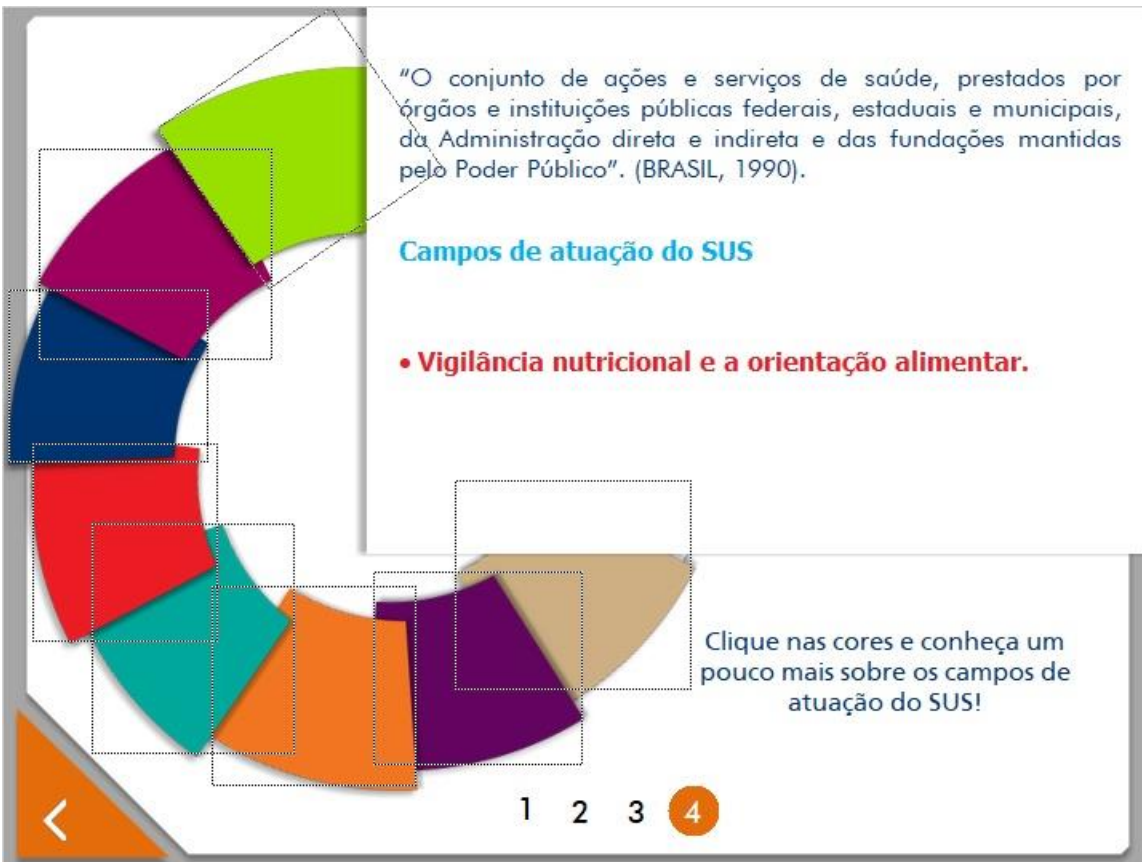 “O conjunto de ações e serviços de saúde, prestados por
órgãos e instituições públicas federais, estaduais e municipais,
da Administração direta e indireta e das fundações mantidas
pelo Poder Público”. (BRASIL, 1990).
Campos de atuação do SUS
• Vigilância nutricional e a orientação alimentar.
Clique nas cores e conheça um
pouco mais sobre os campos de
atuação do SUS!
1 2 3 4